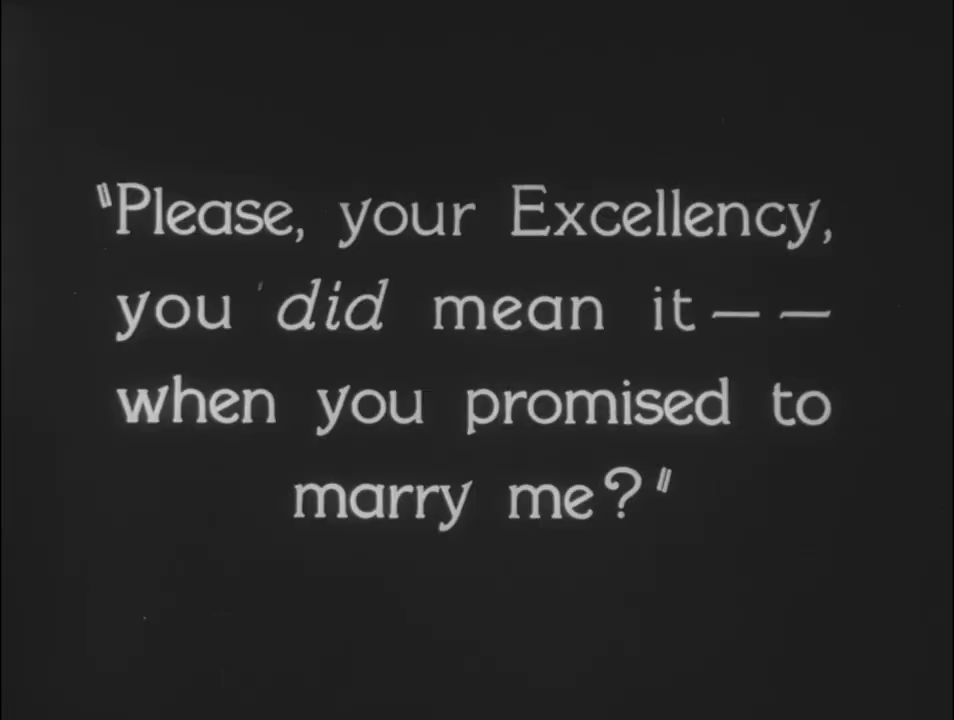 "Please, your Excellency,
you did mean it — —
when you promised to
marry me?"